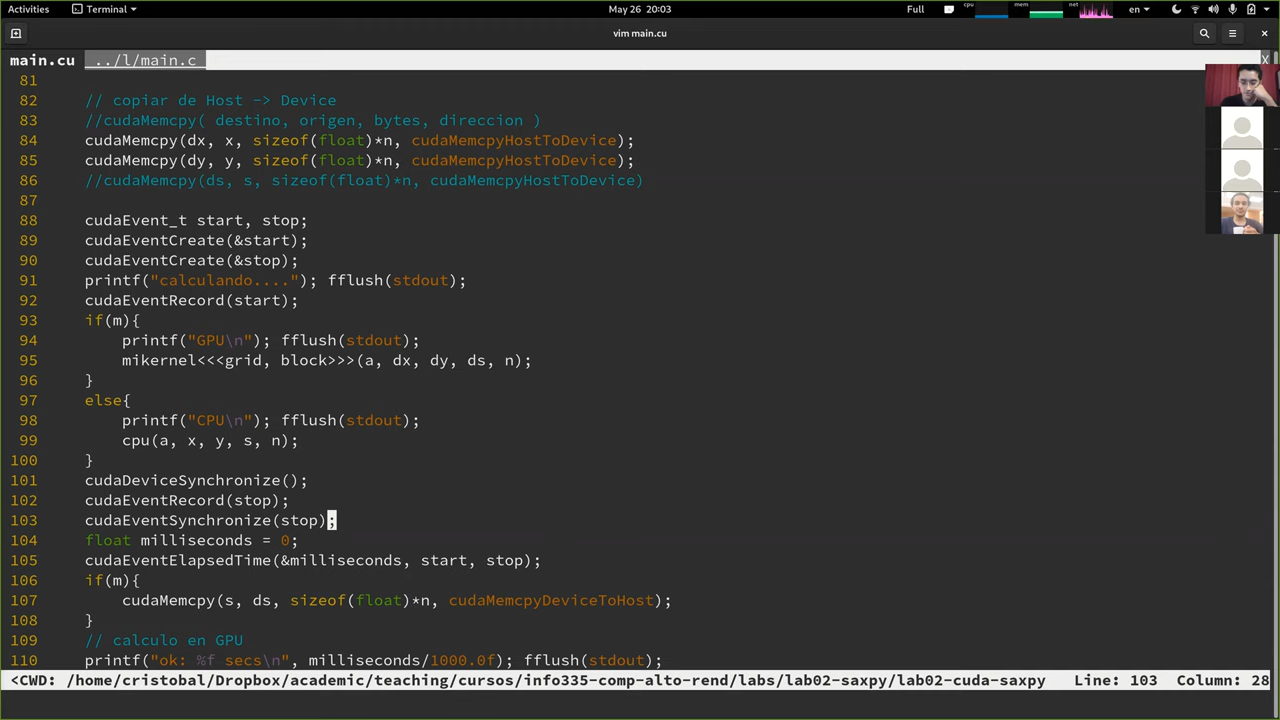 Activities Terminal May 26 20:03 Full cpu mem net en
vim main.cu
main.cu ../l/main.c X
81
82 // copiar de Host -> Device
83 //cudaMemcpy( destino, origen, bytes, direccion )
84 cudaMemcpy(dx, x, sizeof(float)*n, cudaMemcpyHostToDevice);
85 cudaMemcpy(dy, y, sizeof(float)*n, cudaMemcpyHostToDevice);
86 //cudaMemcpy(ds, s, sizeof(float)*n, cudaMemcpyHostToDevice)
87
88 cudaEvent_t start, stop;
89 cudaEventCreate(&start);
90 cudaEventCreate(&stop);
91 printf("calculando...."); fflush(stdout);
92 cudaEventRecord(start);
93 if(m){
94 printf("GPU\n"); fflush(stdout);
95 mikernel<<<grid, block>>>(a, dx, dy, ds, n);
96 }
97 else{
98 printf("CPU\n"); fflush(stdout);
99 cpu(a, x, y, s, n);
100 }
101 cudaDeviceSynchronize();
102 cudaEventRecord(stop);
103 cudaEventSynchronize(stop);
104 float milliseconds = 0;
105 cudaEventElapsedTime(&milliseconds, start, stop);
106 if(m){
107 cudaMemcpy(s, ds, sizeof(float)*n, cudaMemcpyDeviceToHost);
108 }
109 // calculo en GPU
110 printf("ok: %f secs\n", milliseconds/1000.0f); fflush(stdout);
<CWD: /home/cristobal/Dropbox/academic/teaching/cursos/info335-comp-alto-rend/labs/lab02-saxpy/lab02-cuda-saxpy Line: 103 Column: 28